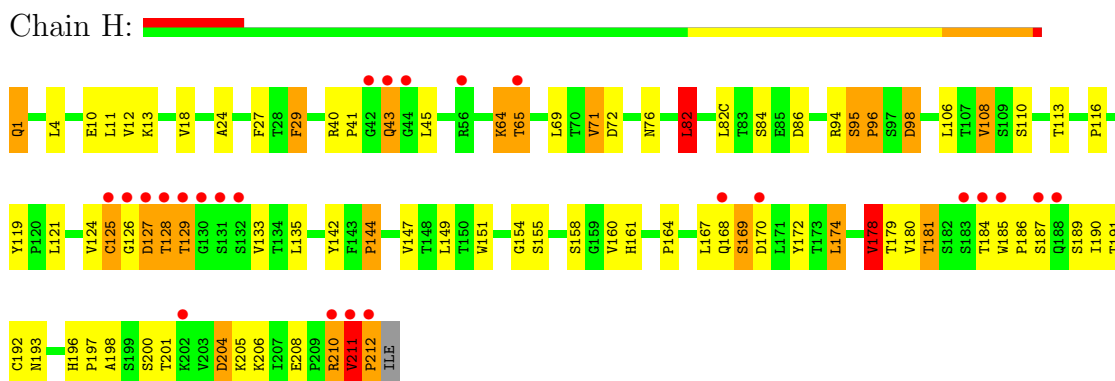 Chain H:
Q1 L4 E10 L11 V12 K13 V18 A24 F27 T28 F29 R40 P41 G42 Q43 G44 L45 R56 K64 T65 L69 T70 V71 D72 N76 L82 L82C T83 S84 E85 D86 R94 S95 P96 S97 D98 L106 T107 V108 S109 S110 T113 P116
Y119 P120 L121 V124 C125 G126 D127 T128 T129 G130 S131 S132 V133 T134 L135 Y142 F143 P144 V147 T148 L149 T150 W151 G154 S155 S158 G159 V160 H161 P164 L167 Q168 S169 D170 L171 Y172 T173 L174 V178 T179 V180 T181 S182 S183 T184 W185 P186 S187 Q188 S189 I190 T191
C192 N193 H196 P197 A198 S199 S200 T201 K202 V203 D204 K205 K206 I207 E208 P209 R210 V211 P212 ILE